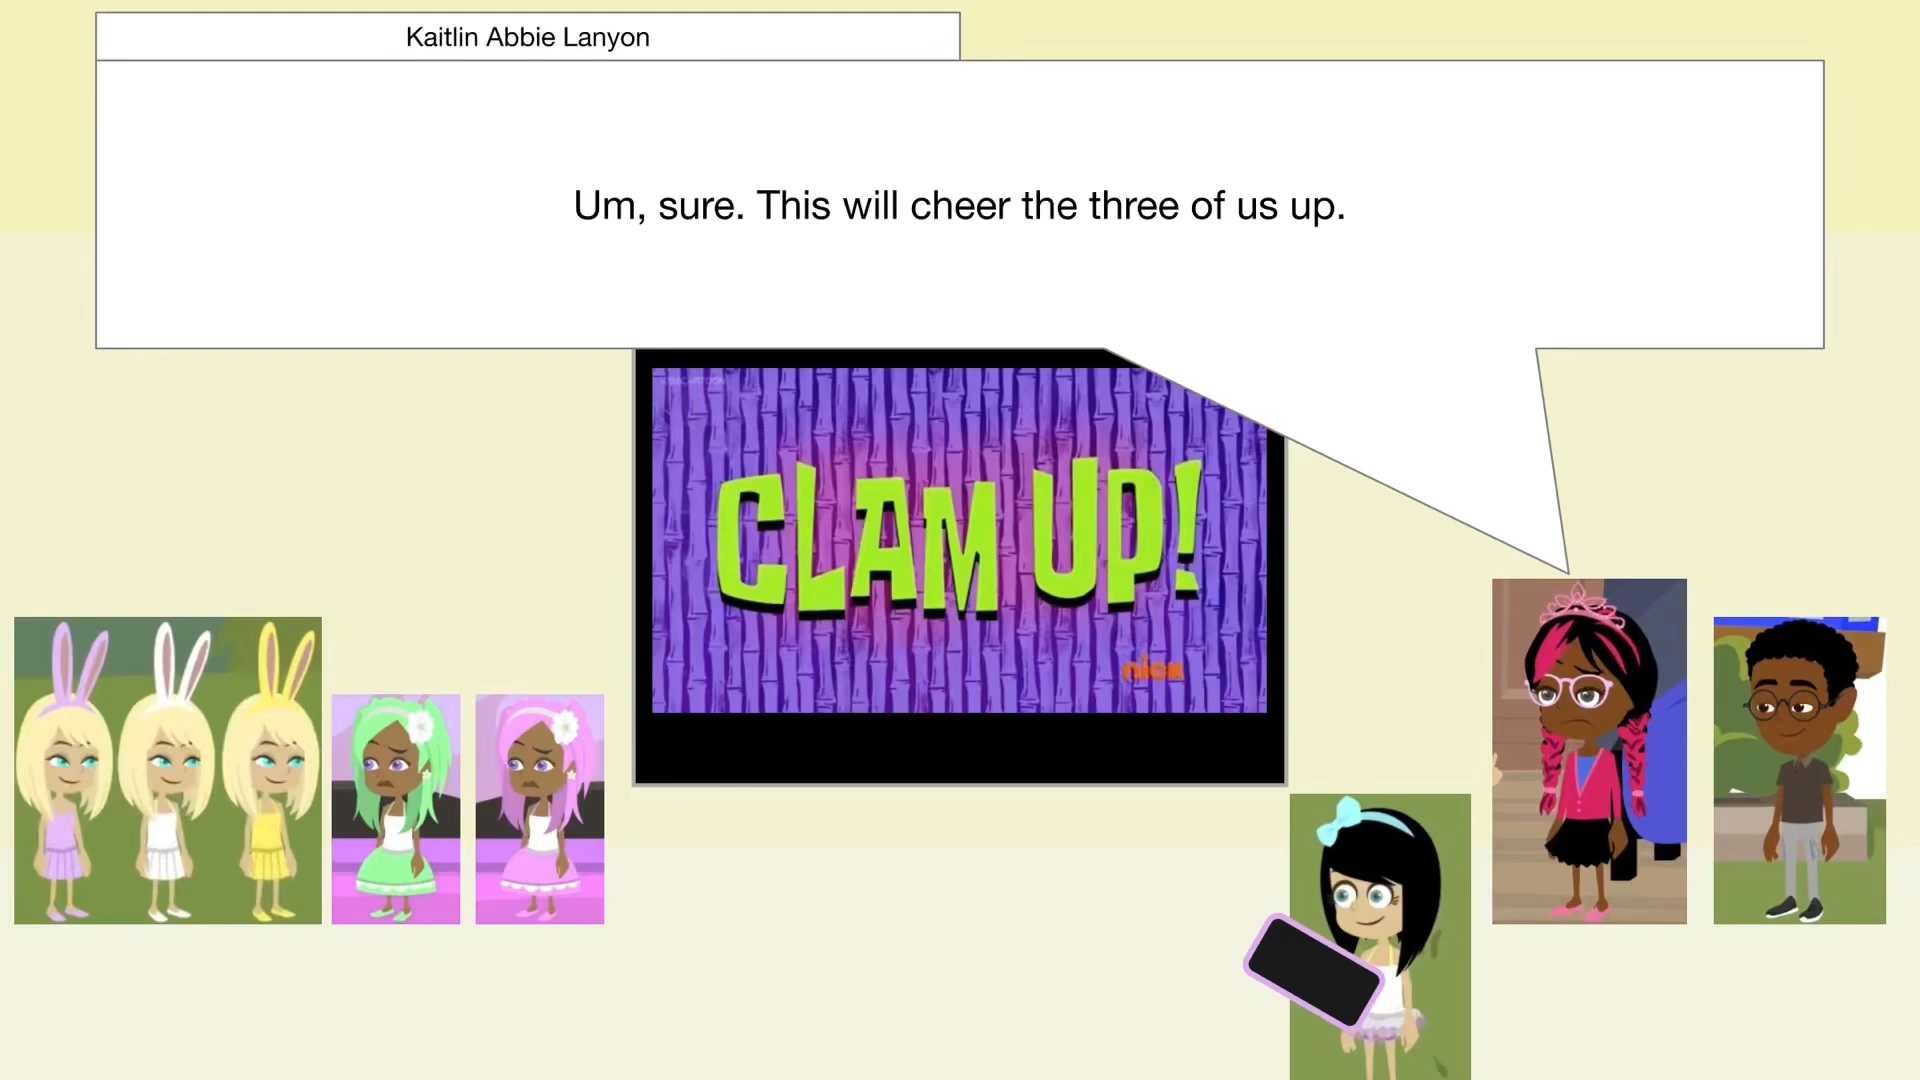 Kaitlin Abbie Lanyon
Um, sure. This will cheer the three of us up.
CLAM UP!
nick